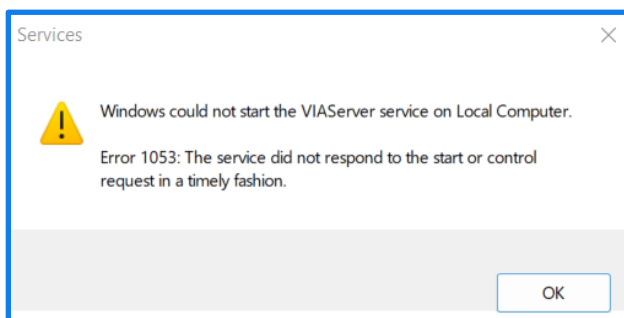 Services
Windows could not start the VIAServer service on Local Computer.
Error 1053: The service did not respond to the start or control
request in a timely fashion.
OK